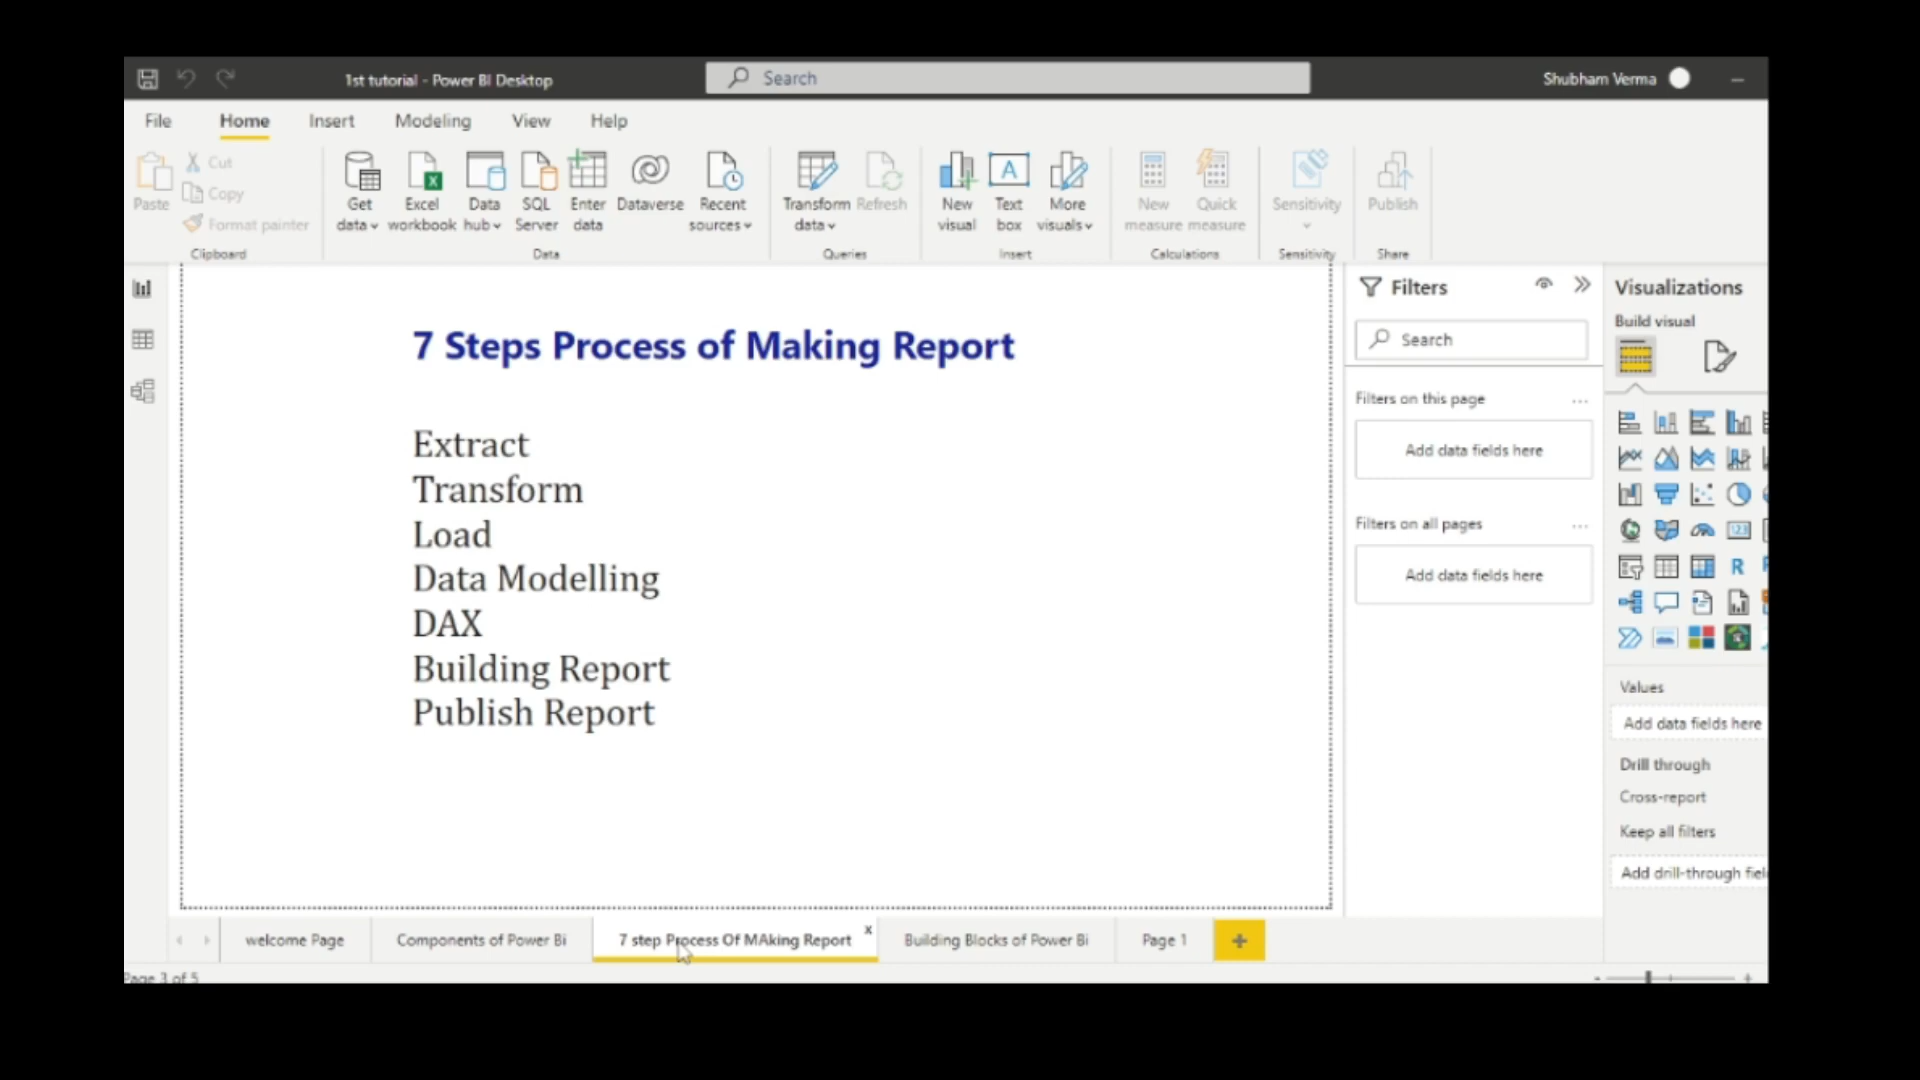 1st tutorial - Power BI Desktop
Search
Shubham Verma
File Home Insert Modeling View Help
Paste
Cut
Copy
Format painter
Clipboard
Get data
Excel workbook
Data hub
SQL Server
Enter data
Dataverse
Recent sources
Data
Transform data
Refresh
Queries
New visual
Text box
More visuals
Insert
New measure
Quick measure
Calculations
Sensitivity
Sensitivity
Publish
Share
7 Steps Process of Making Report
Extract
Transform
Load
Data Modelling
DAX
Building Report
Publish Report
Filters
Search
Filters on this page
Add data fields here
Filters on all pages
Add data fields here
Visualizations
Build visual
Values
Add data fields here
Drill through
Cross-report
Keep all filters
Add drill-through
welcome Page
Components of Power Bi
7 step Process Of MAking Report
Building Blocks of Power Bi
Page 1
Page 3 of 5